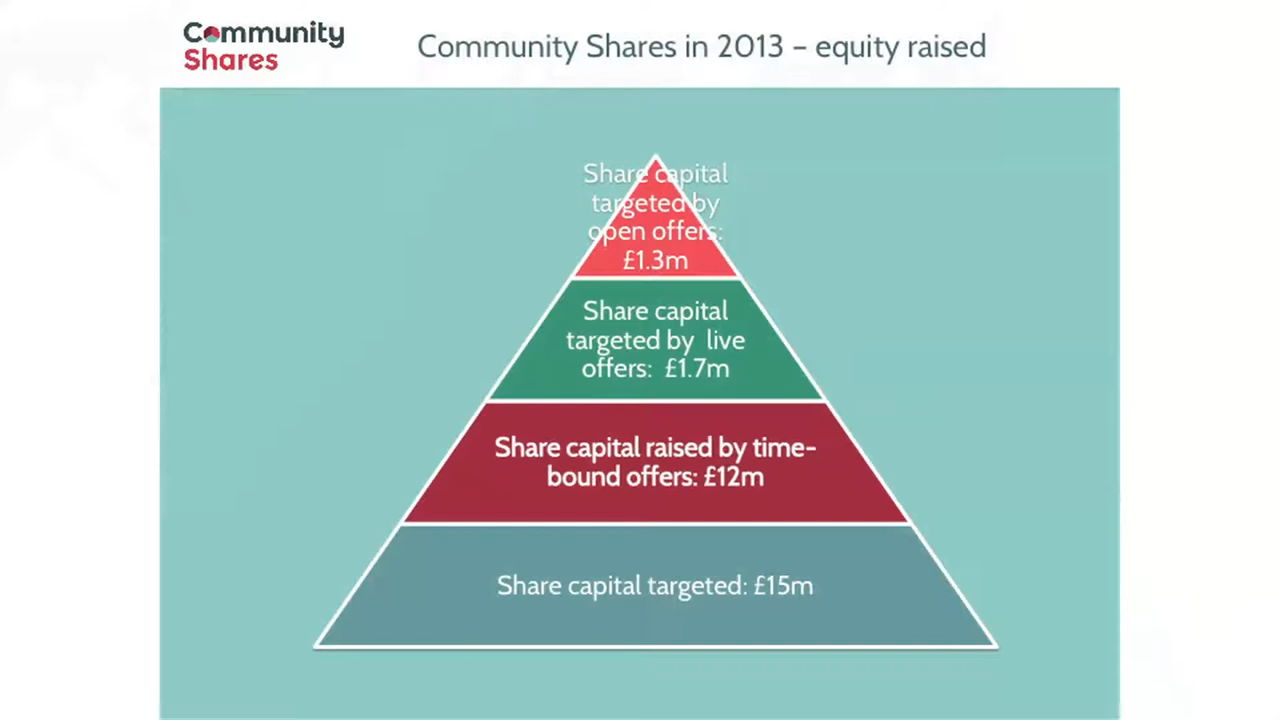 Community
Shares
Community Shares in 2013 – equity raised
Share capital
targeted by
open offers:
£1.3m
Share capital
targeted by live
offers: £1.7m
Share capital raised by time-
bound offers: £12m
Share capital targeted: £15m